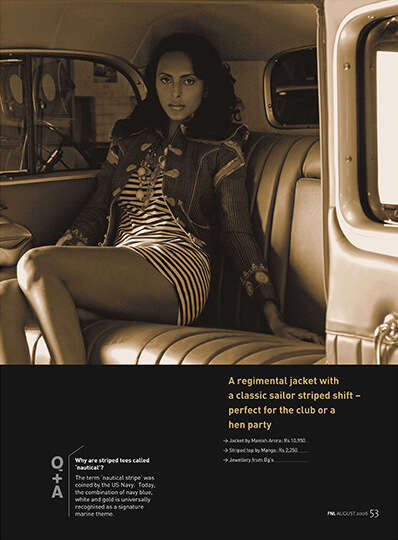 A regimental jacket with
a classic sailor striped shift –
perfect for the club or a
hen party
→ Jacket by Manish Arora: Rs 10,950
→ Striped top by Mango: Rs 2,250
→ Jewellery from Bg's
Q+A
Why are striped tees called
'nautical'?
The term 'nautical stripe' was
coined by the US Navy. Today,
the combination of navy blue,
white and gold is universally
recognised as a signature
marine theme.
FNL AUGUST 2006 53